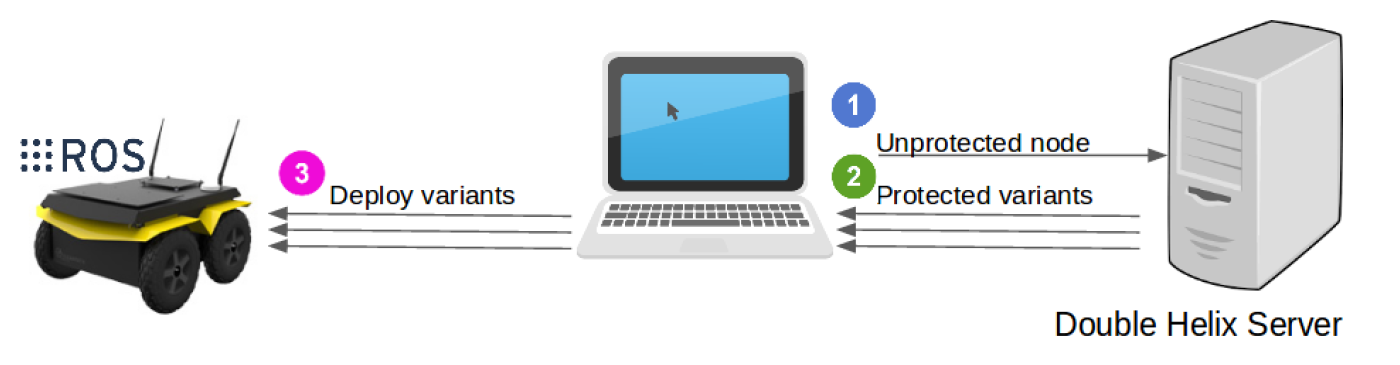 ROS
3
Deploy variants
1
Unprotected node
2
Protected variants
Double Helix Server